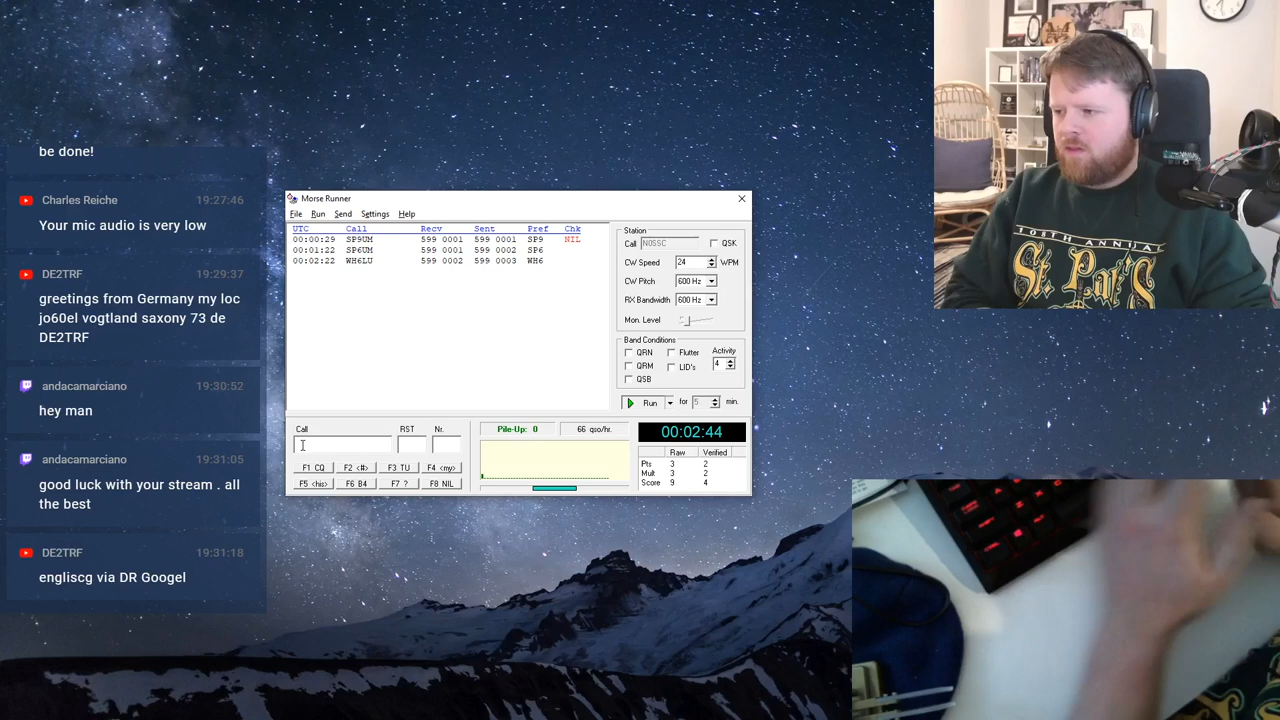 be done!
Charles Reiche 19:27:46
Your mic audio is very low
DE2TRF 19:29:37
greetings from Germany my loc
jo60el vogtland saxony 73 de
DE2TRF
andacamarciano 19:30:52
hey man
andacamarciano 19:31:05
good luck with your stream . all
the best
DE2TRF 19:31:18
engliscg via DR Googel
Morse Runner
File Run Send Settings Help
UTC Call Recv Sent Pref Chk
00:00:29 SP9UM 599 0001 599 0001 SP9 NIL
00:01:22 SP6UM 599 0001 599 0002 SP6
00:02:22 WH6LU 599 0002 599 0003 WH6
Station
Call N0SSC QSK
CW Speed 24 WPM
CW Pitch 600 Hz
RX Bandwidth 600 Hz
Mon. Level
Band Conditions
QRN Flutter Activity
QRM LID's 4
QSB
Run for 5 min.
Call RST Nr.
F1 CQ F2 <#> F3 TU F4 <my>
F5 <his> F6 B4 F7 ? F8 NIL
Pile-Up: 0 66 qso/hr.
00:02:44
Raw Verified
Pts 3 2
Mult 3 2
Score 9 4
108TH ANNUAL
St. Pat's